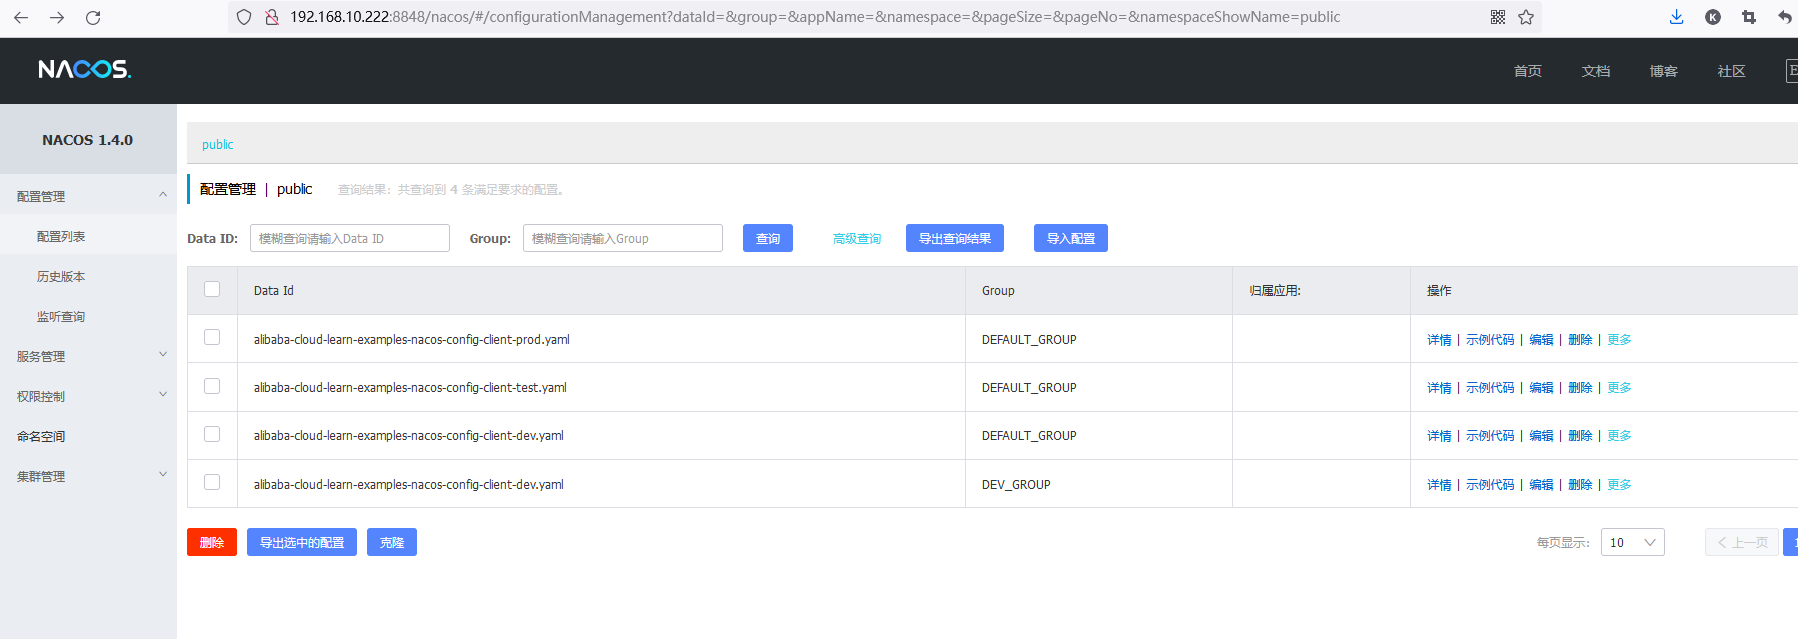 192.168.10.222:8848/nacos/#/configurationManagement?dataId=&group=&appName=&namespace=&pageSize=&pageNo=&namespaceShowName=public
K
NACOS.
首页 文档 博客 社区
NACOS 1.4.0
配置管理
配置列表
历史版本
监听查询
服务管理
权限控制
命名空间
集群管理
public
配置管理 | public 查询结果：共查询到 4 条满足要求的配置。
Data ID: 模糊查询请输入Data ID Group: 模糊查询请输入Group 查询 高级查询 导出查询结果 导入配置
Data Id Group 归属应用: 操作
alibaba-cloud-learn-examples-nacos-config-client-prod.yaml DEFAULT_GROUP 详情 | 示例代码 | 编辑 | 删除 | 更多
alibaba-cloud-learn-examples-nacos-config-client-test.yaml DEFAULT_GROUP 详情 | 示例代码 | 编辑 | 删除 | 更多
alibaba-cloud-learn-examples-nacos-config-client-dev.yaml DEFAULT_GROUP 详情 | 示例代码 | 编辑 | 删除 | 更多
alibaba-cloud-learn-examples-nacos-config-client-dev.yaml DEV_GROUP 详情 | 示例代码 | 编辑 | 删除 | 更多
删除 导出选中的配置 克隆 每页显示: 10 上一页